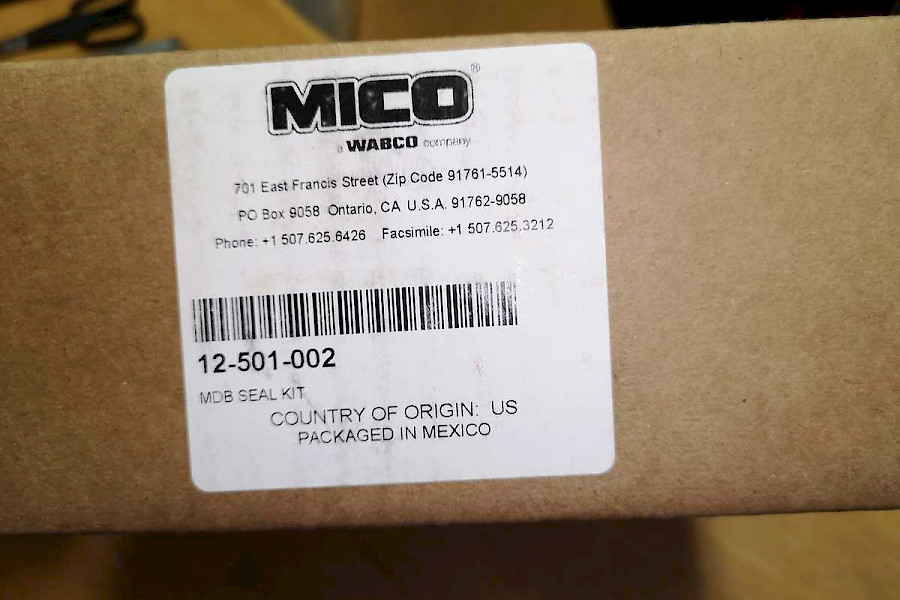 MICO®
a WABCO company
701 East Francis Street (Zip Code 91761-5514)
PO Box 9058 Ontario, CA U.S.A. 91762-9058
Phone: +1 507.625.6426 Facsimile: +1 507.625.3212
12-501-002
MDB SEAL KIT
COUNTRY OF ORIGIN: US
PACKAGED IN MEXICO